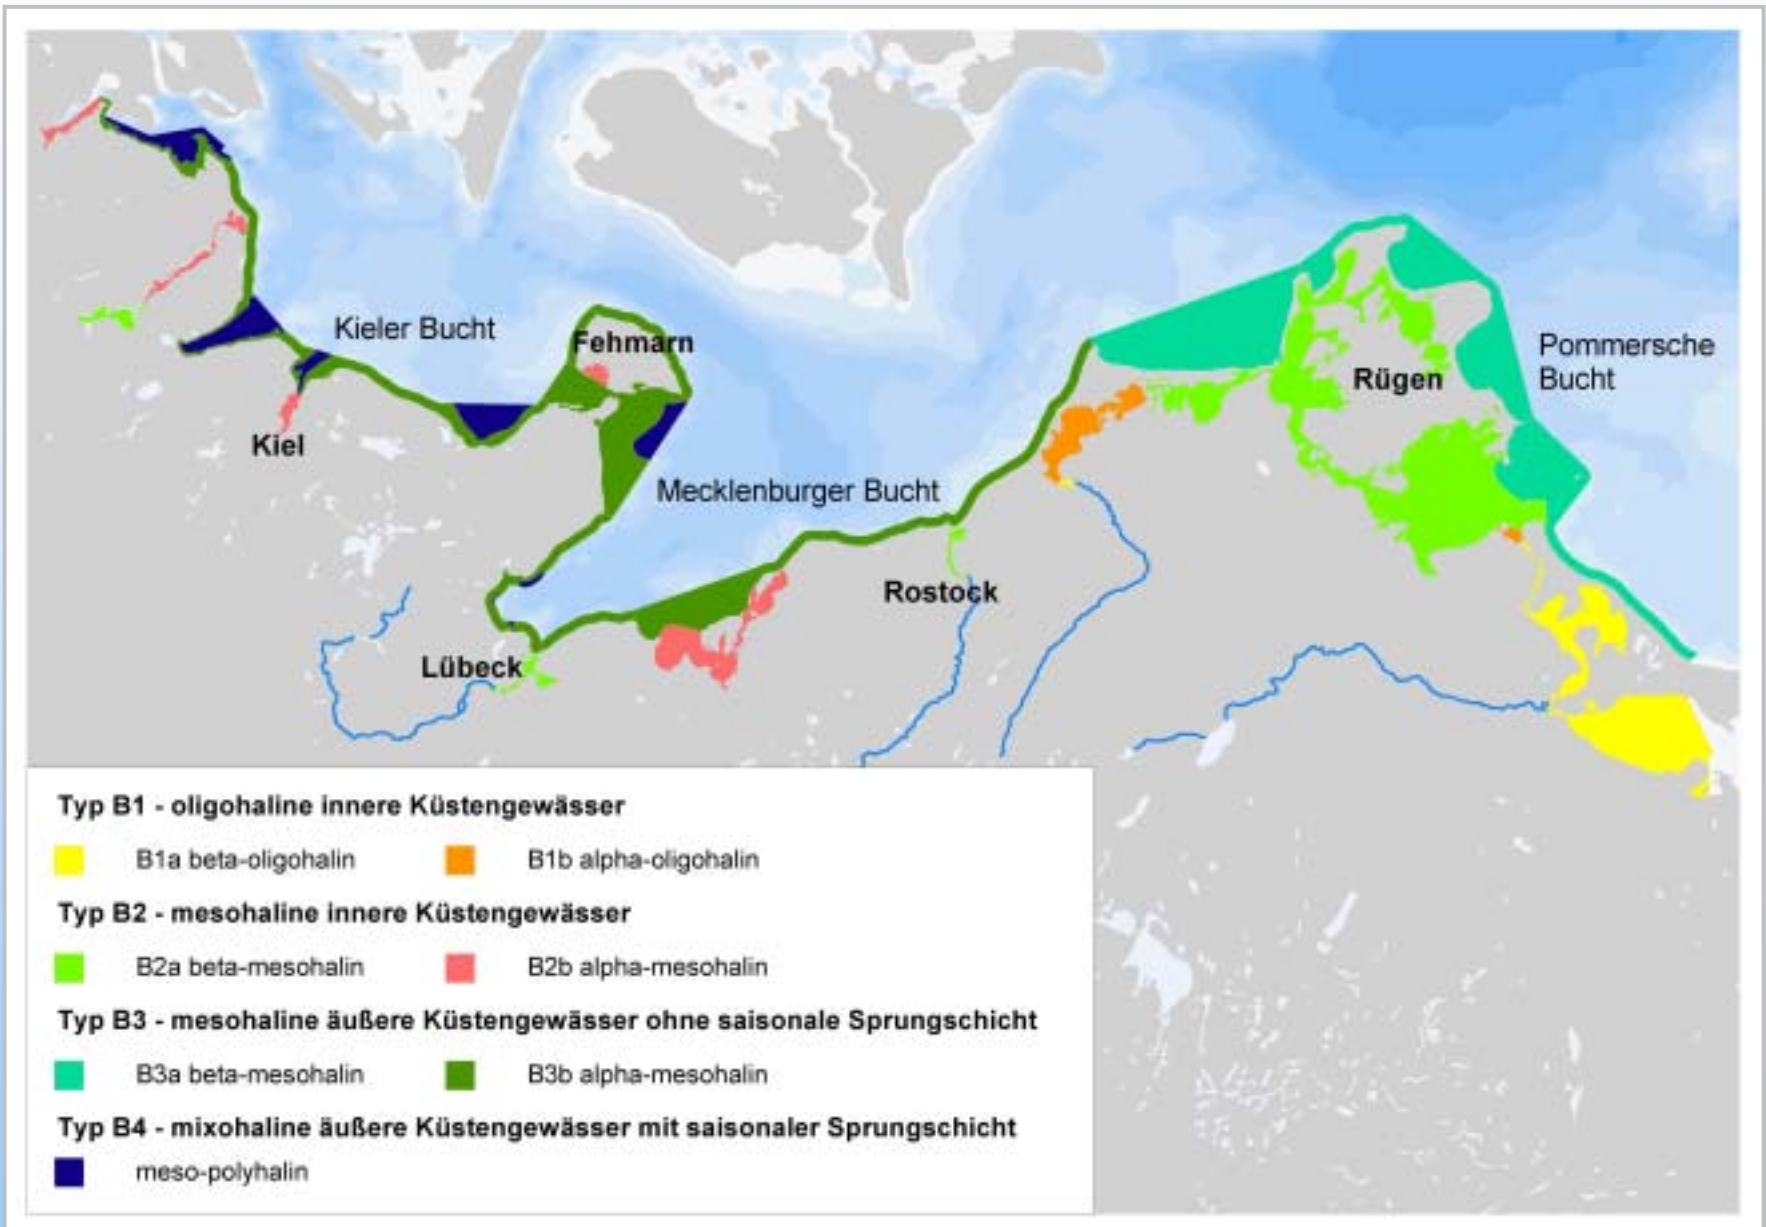 Kieler Bucht
Fehmarn
Pommersche
Bucht
Rügen
Kiel
Mecklenburger Bucht
Rostock
Lübeck
Typ B1 - oligohaline innere Küstengewässer
B1a beta-oligohalin B1b alpha-oligohalin
Typ B2 - mesohaline innere Küstengewässer
B2a beta-mesohalin B2b alpha-mesohalin
Typ B3 - mesohaline äußere Küstengewässer ohne saisonale Sprungschicht
B3a beta-mesohalin B3b alpha-mesohalin
Typ B4 - mixohaline äußere Küstengewässer mit saisonaler Sprungschicht
meso-polyhalin